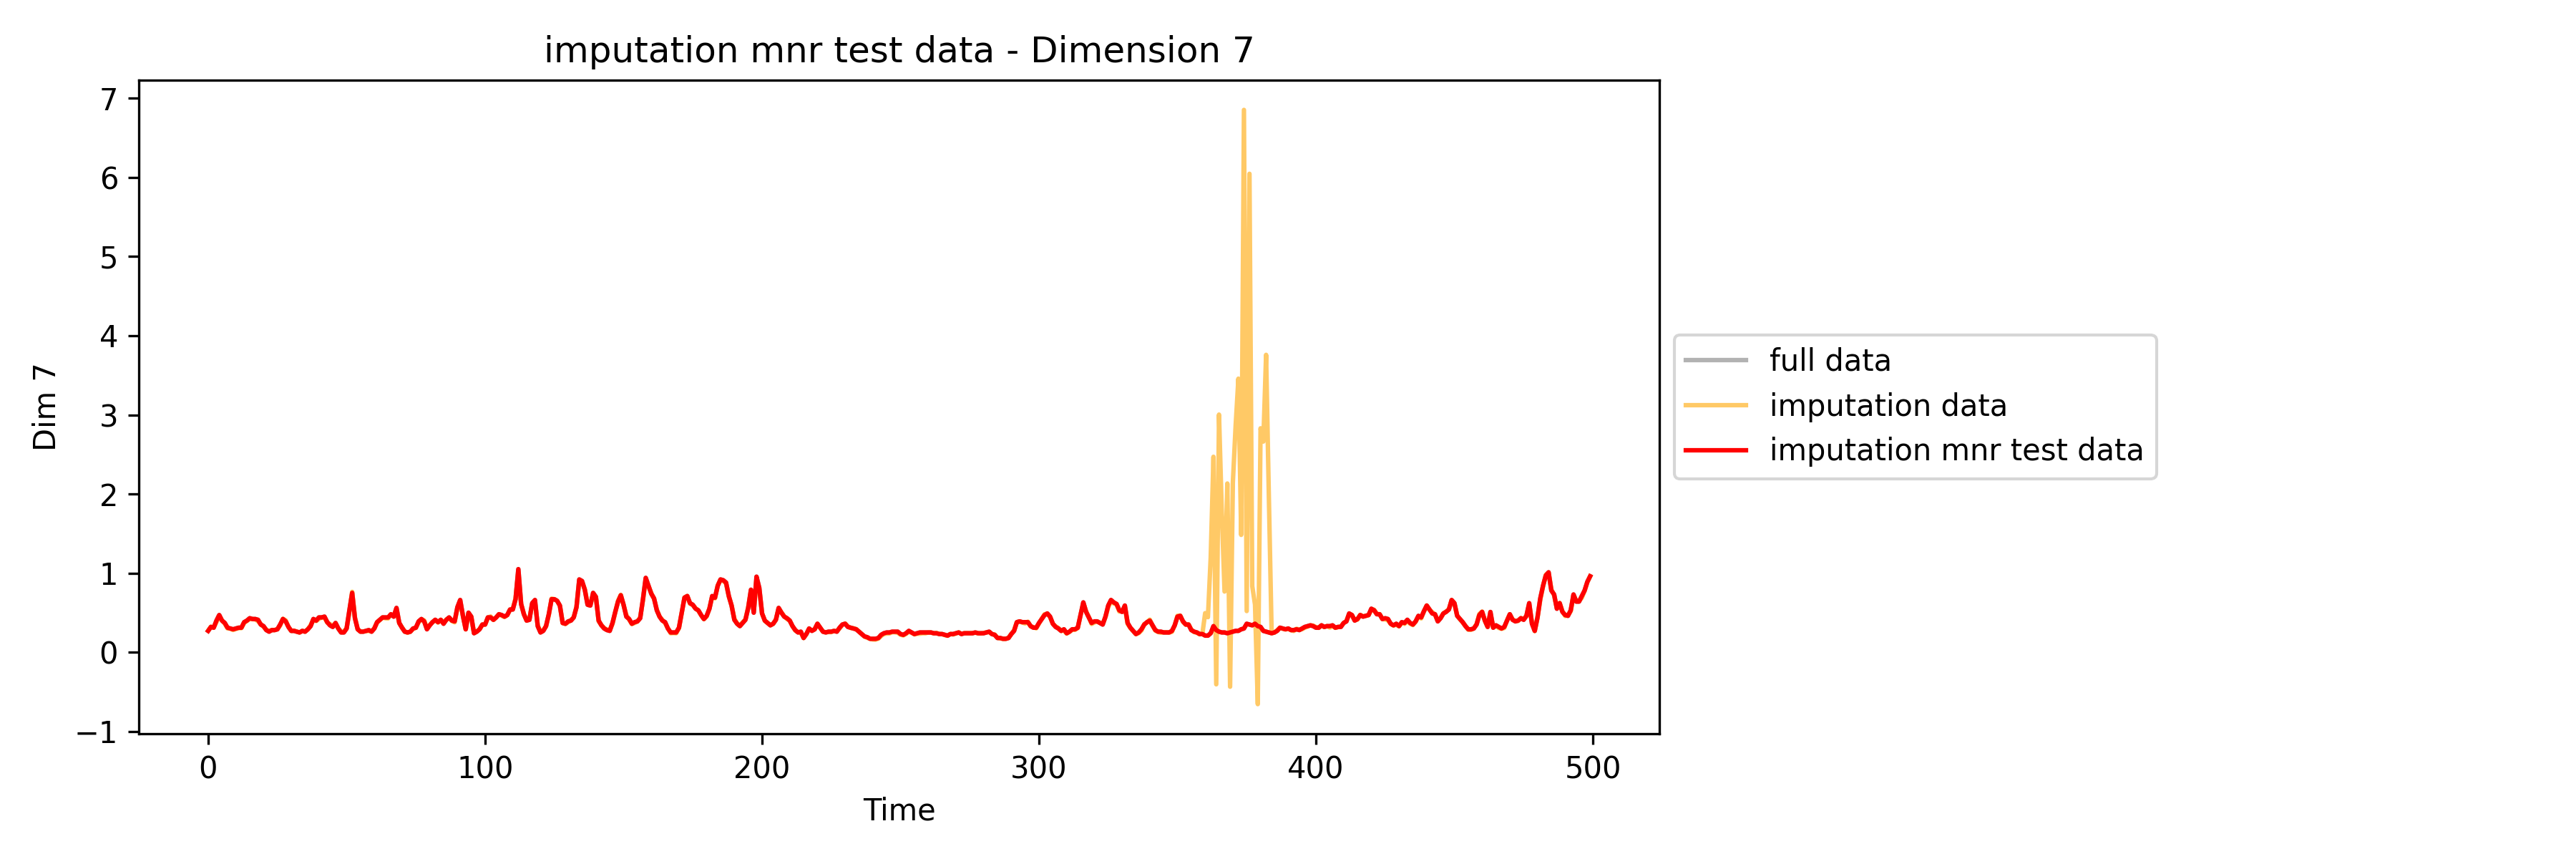 imputation mnr test data - Dimension 7
7
6
5
4
3
2
1
0
−1
Dim 7
0 100 200 300 400 500
Time
full data
imputation data
imputation mnr test data